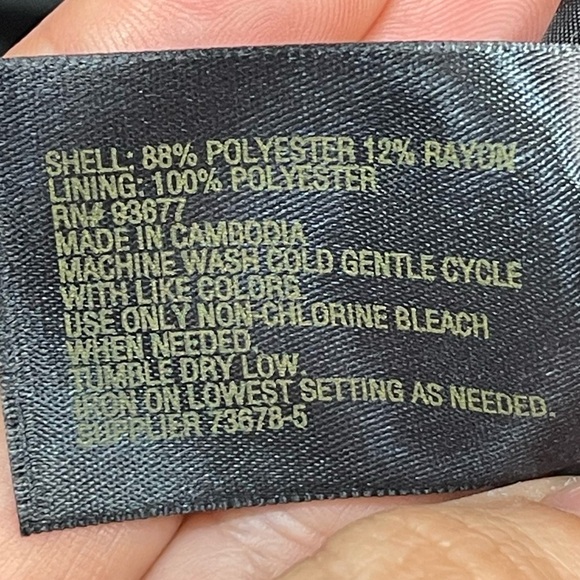 SHELL: 88% POLYESTER 12% RAYON
LINING: 100% POLYESTER
RN# 93677
MADE IN CAMBODIA
MACHINE WASH COLD GENTLE CYCLE
WITH LIKE COLORS
USE ONLY NON-CHLORINE BLEACH
WHEN NEEDED
TUMBLE DRY LOW
IRON ON LOWEST SETTING AS NEEDED.
SUPPLIER 73678-5